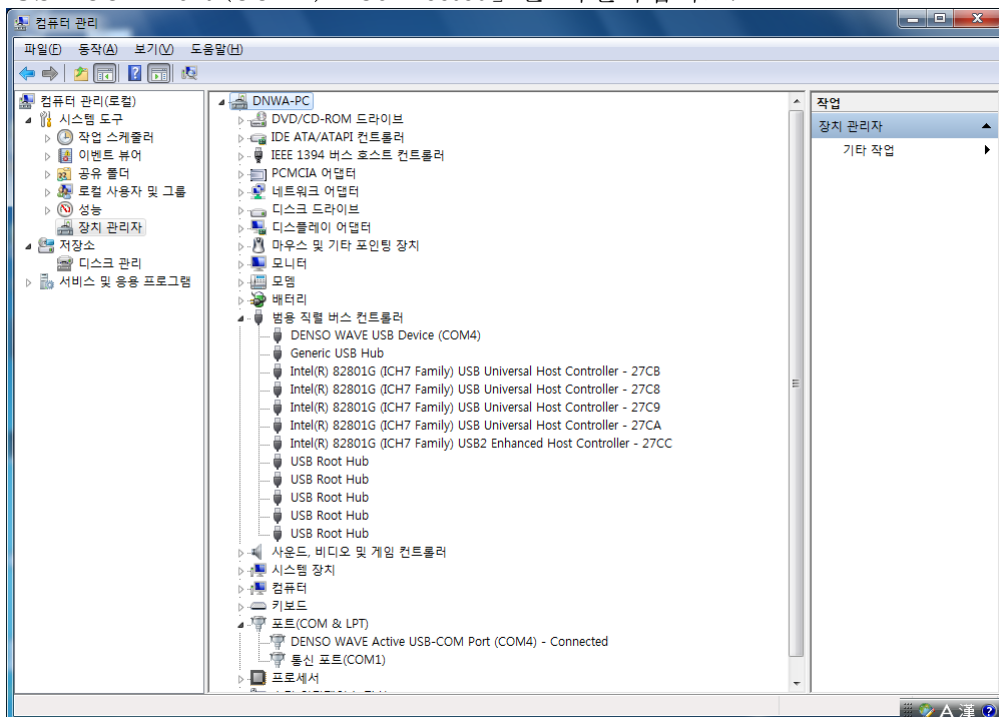 컴퓨터 관리
파일(F) 동작(A) 보기(V) 도움말(H)
컴퓨터 관리(로컬)
시스템 도구
작업 스케줄러
이벤트 뷰어
공유 폴더
로컬 사용자 및 그룹
성능
장치 관리자
저장소
디스크 관리
서비스 및 응용 프로그램
DNWA-PC
DVD/CD-ROM 드라이브
IDE ATA/ATAPI 컨트롤러
IEEE 1394 버스 호스트 컨트롤러
PCMCIA 어댑터
네트워크 어댑터
디스크 드라이브
디스플레이 어댑터
마우스 및 기타 포인팅 장치
모니터
모뎀
배터리
범용 직렬 버스 컨트롤러
DENSO WAVE USB Device (COM4)
Generic USB Hub
Intel(R) 82801G (ICH7 Family) USB Universal Host Controller - 27CB
Intel(R) 82801G (ICH7 Family) USB Universal Host Controller - 27C8
Intel(R) 82801G (ICH7 Family) USB Universal Host Controller - 27C9
Intel(R) 82801G (ICH7 Family) USB Universal Host Controller - 27CA
Intel(R) 82801G (ICH7 Family) USB2 Enhanced Host Controller - 27CC
USB Root Hub
USB Root Hub
USB Root Hub
USB Root Hub
USB Root Hub
사운드, 비디오 및 게임 컨트롤러
시스템 장치
컴퓨터
키보드
포트(COM & LPT)
DENSO WAVE Active USB-COM Port (COM4) - Connected
통신 포트(COM1)
프로세서
작업
장치 관리자
기타 작업
A 漢